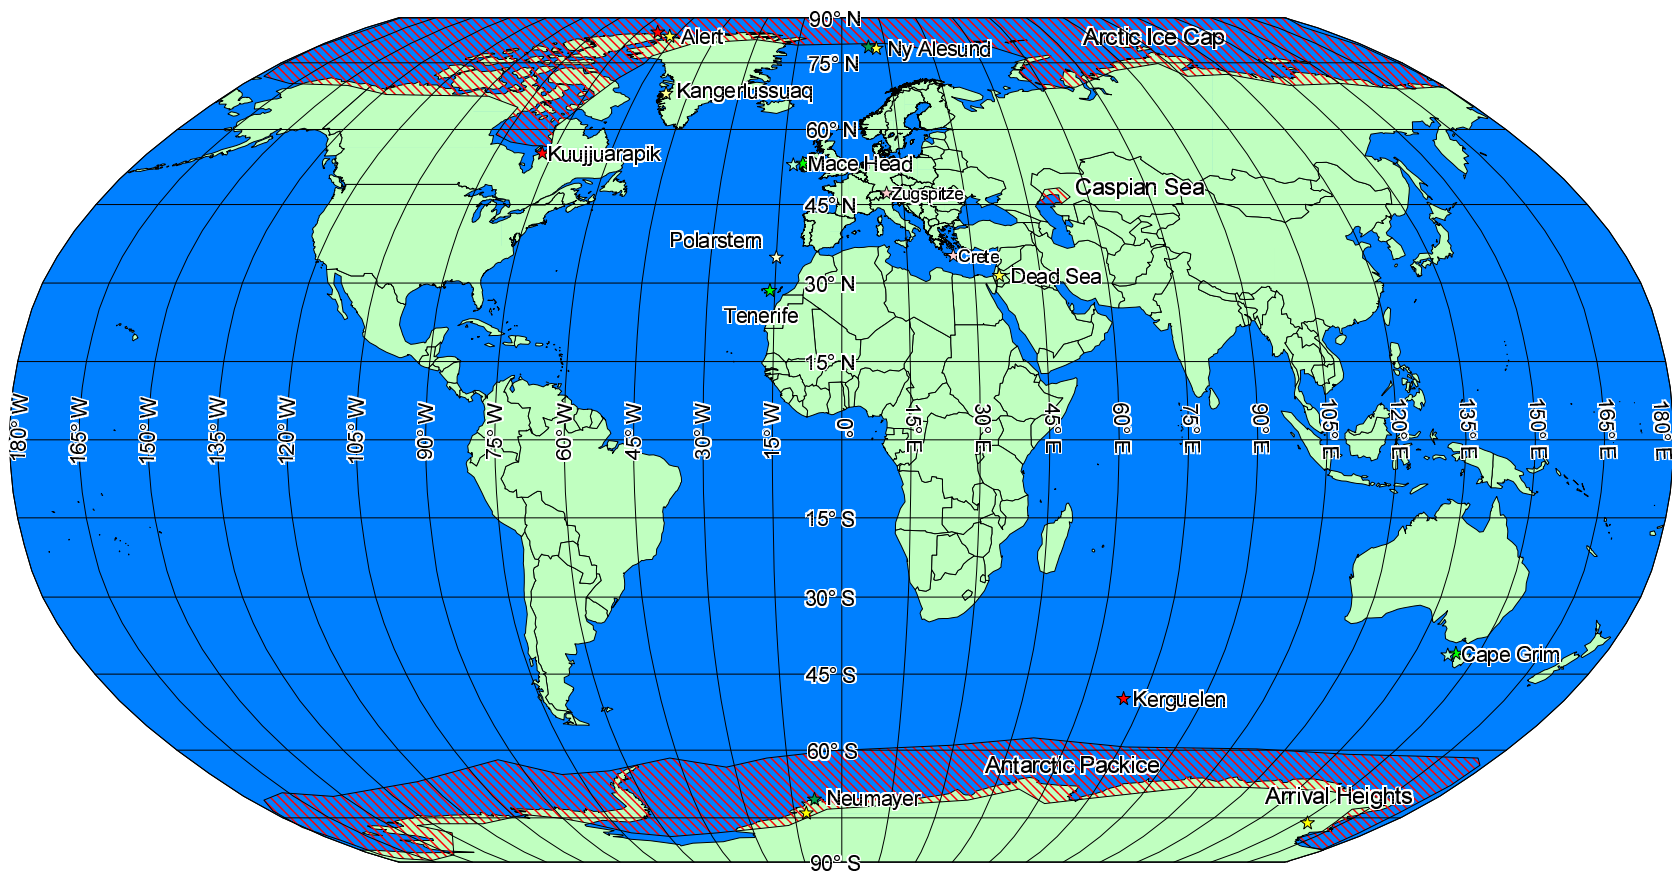 90° N
Alert
Arctic Ice Cap
Ny Alesund
75° N
Kangerlussuaq
60° N
Kuujjuarapik
Mace Head
Caspian Sea
Zugspitze
45° N
Polarstern
Crete
Dead Sea
30° N
Tenerife
15° N
180° W
165° W
150° W
135° W
120° W
105° W
90° W
75° W
60° W
45° W
30° W
15° W
0°
15° E
30° E
45° E
60° E
75° E
90° E
105° E
120° E
135° E
150° E
165° E
180° E
15° S
30° S
Cape Grim
45° S
Kerguelen
60° S
Antarctic Packice
Neumayer
Arrival Heights
90° S